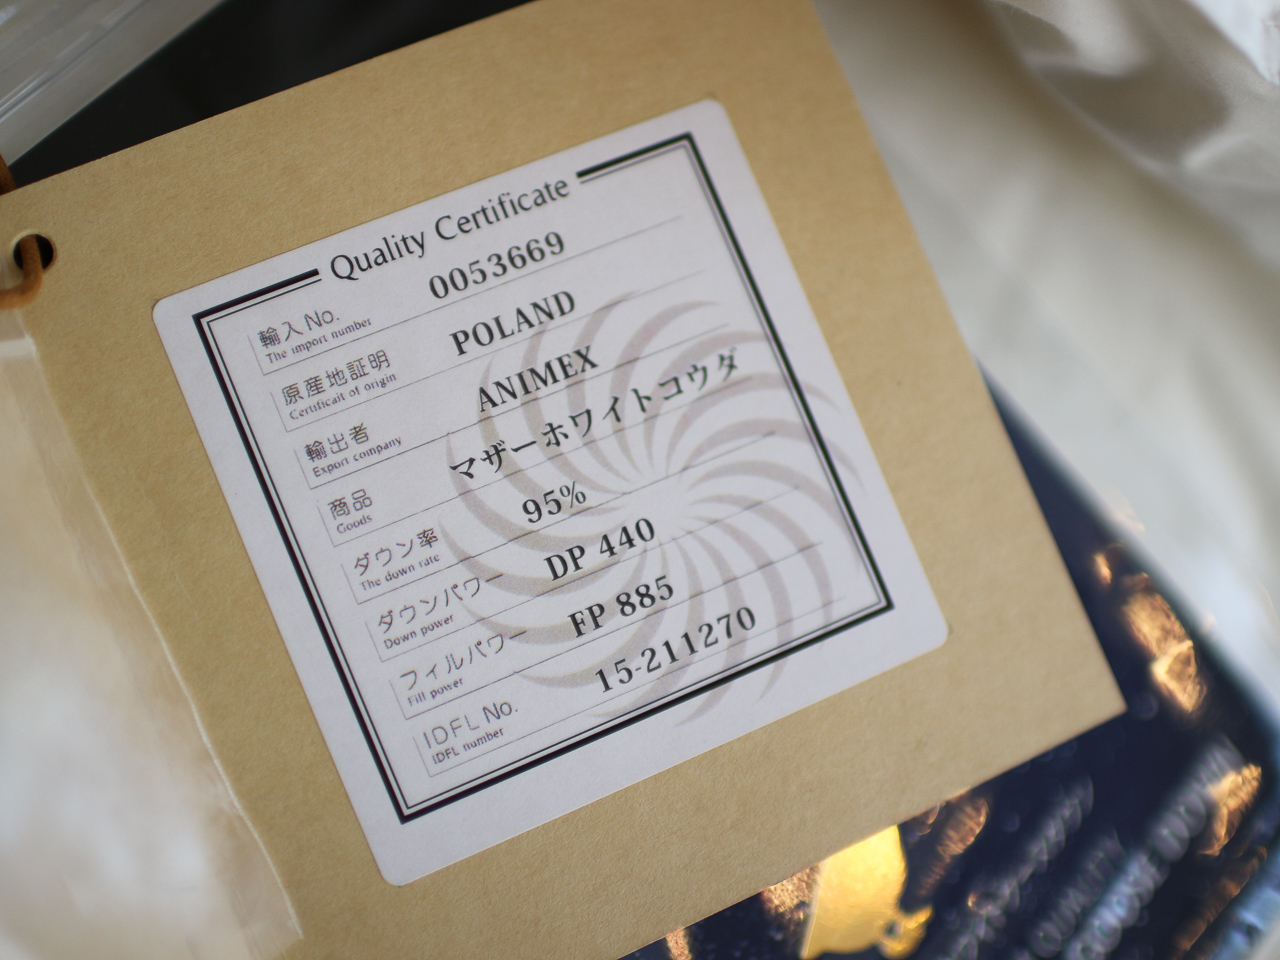 Quality Certificate
輸入No. 0053669
The import number
原産地証明 POLAND
Certificait of origin
輸出者 ANIMEX
Export company
商品 マザーホワイトコウダ
Goods
ダウン率 95%
The down rate
ダウンパワー DP 440
Down power
フィルパワー FP 885
Fill power
IDFL No. 15-211270
IDFL number
QUALITY
GOOSE